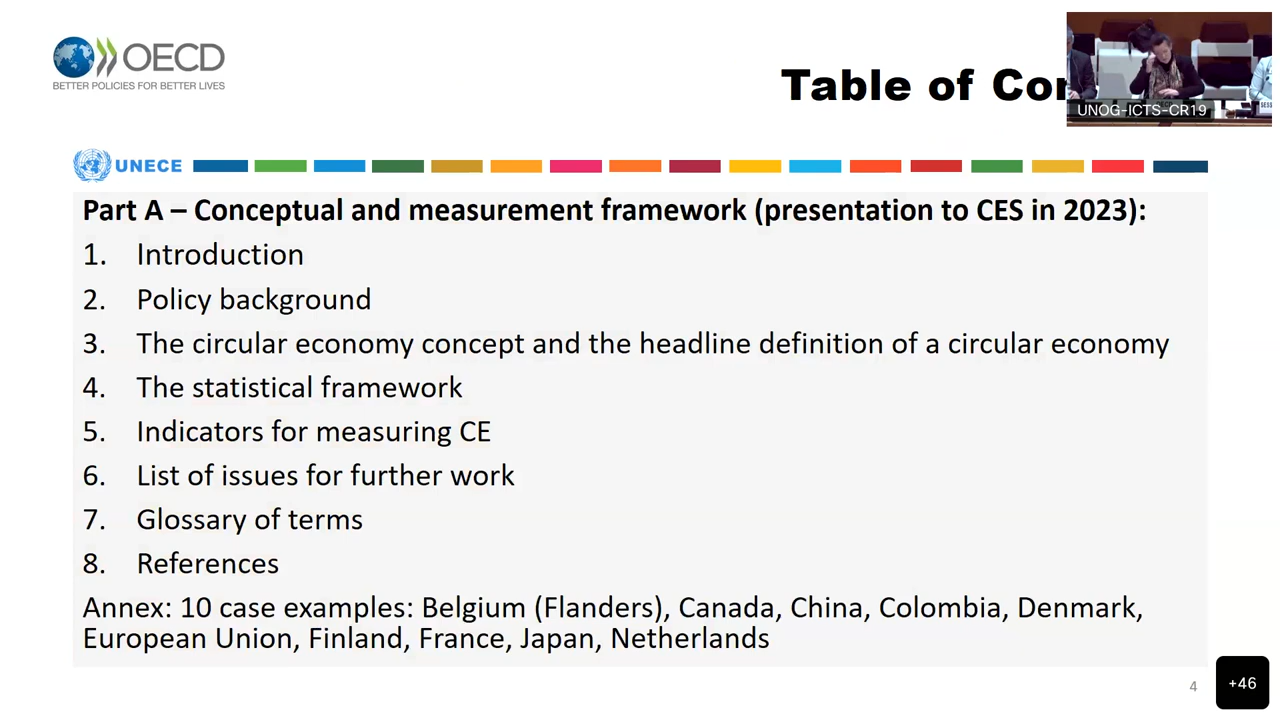 OECD
BETTER POLICIES FOR BETTER LIVES
Table of Con
UNOG-ICTS-CR19
UNECE
Part A – Conceptual and measurement framework (presentation to CES in 2023):
1. Introduction
2. Policy background
3. The circular economy concept and the headline definition of a circular economy
4. The statistical framework
5. Indicators for measuring CE
6. List of issues for further work
7. Glossary of terms
8. References
Annex: 10 case examples: Belgium (Flanders), Canada, China, Colombia, Denmark,
European Union, Finland, France, Japan, Netherlands
4
+46